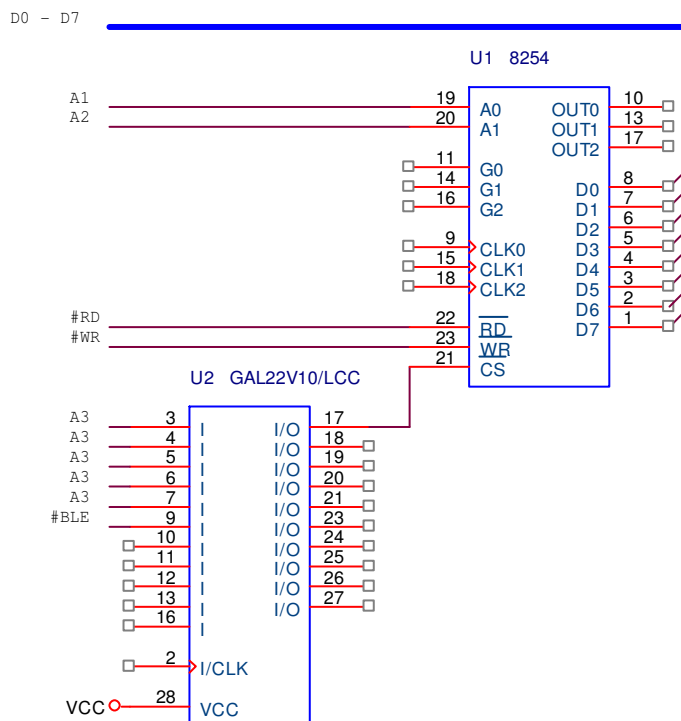 D0 - D7
U1 8254
A1 19 A0 OUT0 10
A2 20 A1 OUT1 13
OUT2 17
11 G0
14 G1 D0 8
16 G2 D1 7
D2 6
9 CLK0 D3 5
15 CLK1 D4 4
18 CLK2 D5 3
D6 2
#RD 22 RD D7 1
#WR 23 WR
21 CS
U2 GAL22V10/LCC
A3 3 I I/O 17
A3 4 I I/O 18
A3 5 I I/O 19
A3 6 I I/O 20
A3 7 I I/O 21
#BLE 9 I I/O 23
10 I I/O 24
11 I I/O 25
12 I I/O 26
13 I I/O 27
16 I
2 I/CLK
VCC 28 VCC